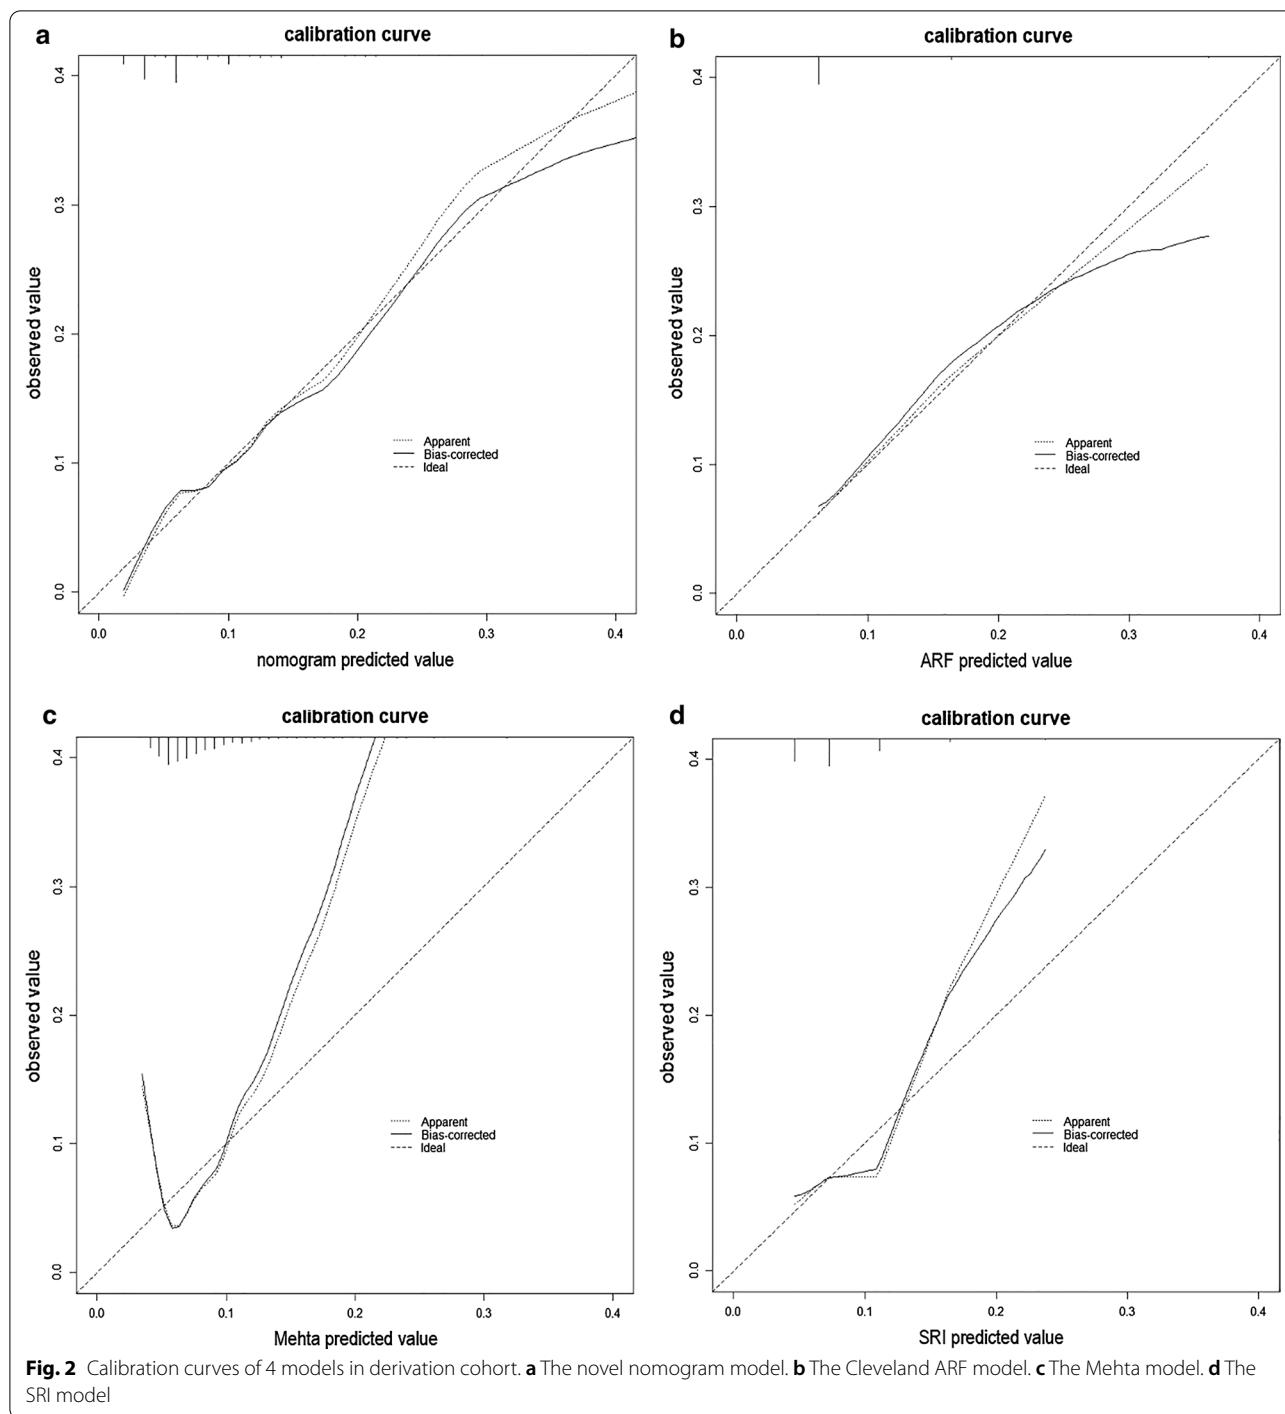 a
calibration curve
0.4
0.3
0.2
0.1
0.0
observed value
Apparent
Bias-corrected
Ideal
0.0 0.1 0.2 0.3 0.4
nomogram predicted value
b
calibration curve
0.4
0.3
0.2
0.1
0.0
observed value
Apparent
Bias-corrected
Ideal
0.0 0.1 0.2 0.3 0.4
ARF predicted value
c
calibration curve
0.4
0.3
0.2
0.1
0.0
observed value
Apparent
Bias-corrected
Ideal
0.0 0.1 0.2 0.3 0.4
Mehta predicted value
d
calibration curve
0.4
0.3
0.2
0.1
0.0
observed value
Apparent
Bias-corrected
Ideal
0.0 0.1 0.2 0.3 0.4
SRI predicted value
Fig. 2 Calibration curves of 4 models in derivation cohort. a The novel nomogram model. b The Cleveland ARF model. c The Mehta model. d The
SRI model